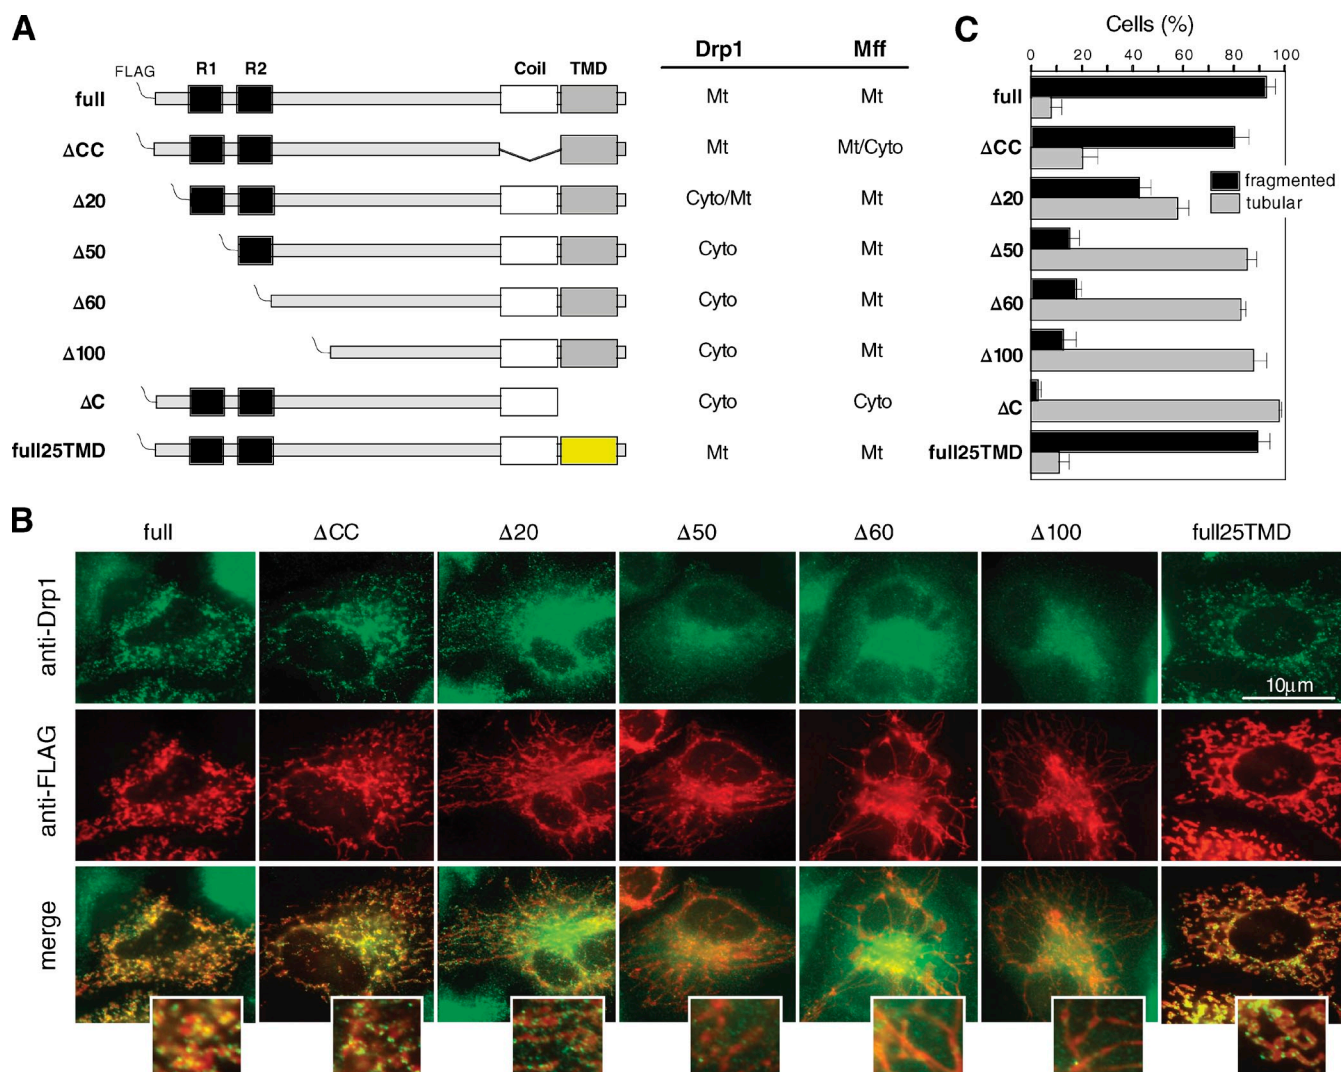 A
Drp1 Mff
FLAG R1 R2 Coil TMD
full Mt Mt
ΔCC Mt Mt/Cyto
Δ20 Cyto/Mt Mt
Δ50 Cyto Mt
Δ60 Cyto Mt
Δ100 Cyto Mt
ΔC Cyto Cyto
full25TMD Mt Mt
C
Cells (%)
0 20 40 60 80 100
full
ΔCC
Δ20
Δ50
Δ60
Δ100
ΔC
full25TMD
fragmented
tubular
B
full ΔCC Δ20 Δ50 Δ60 Δ100 full25TMD
anti-Drp1
10μm
anti-FLAG
merge